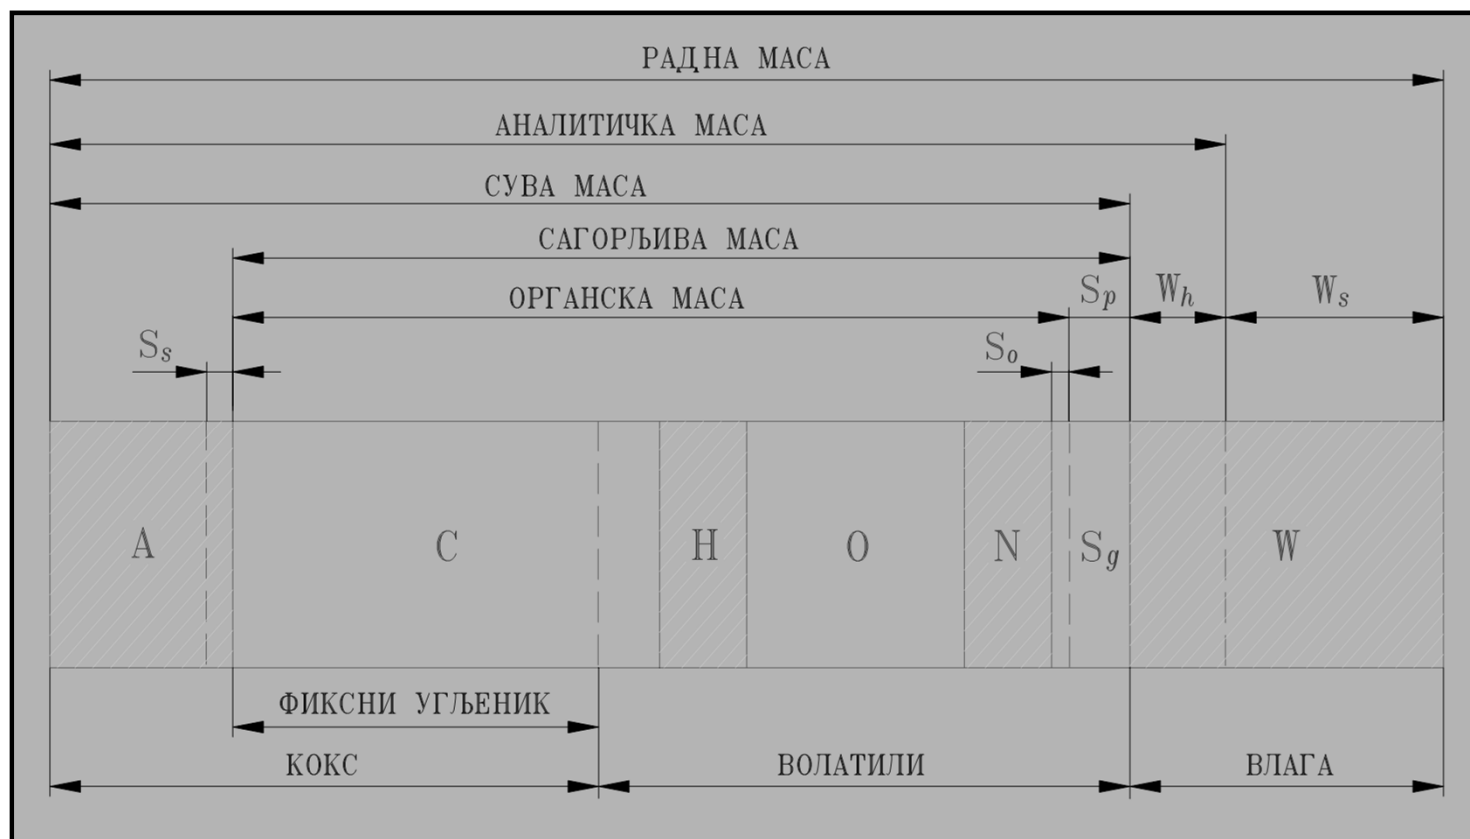 РАДНА МАСА
АНАЛИТИЧКА МАСА
СУВА МАСА
САГОРЉИВА МАСА
ОРГАНСКА МАСА
Sp
Wh
Ws
Ss
So
A
C
H
O
N
Sg
W
ФИКСНИ УГЉЕНИК
КОКС
ВОЛАТИЛИ
ВЛАГА